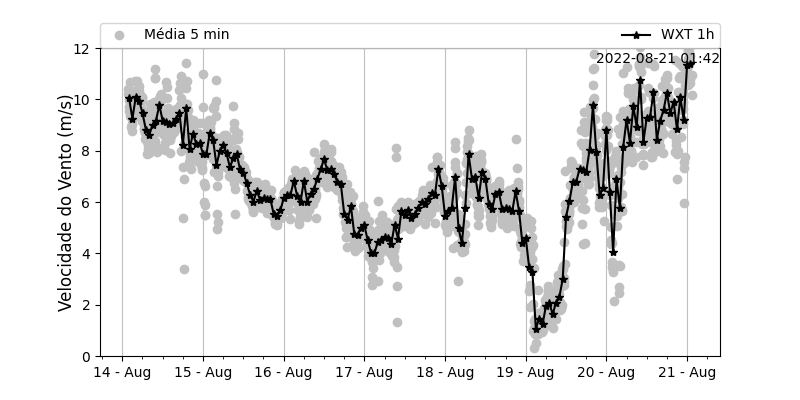 Média 5 min
WXT 1h
2022-08-21 01:42
Velocidade do Vento (m/s)
12
10
8
6
4
2
0
14 - Aug
15 - Aug
16 - Aug
17 - Aug
18 - Aug
19 - Aug
20 - Aug
21 - Aug